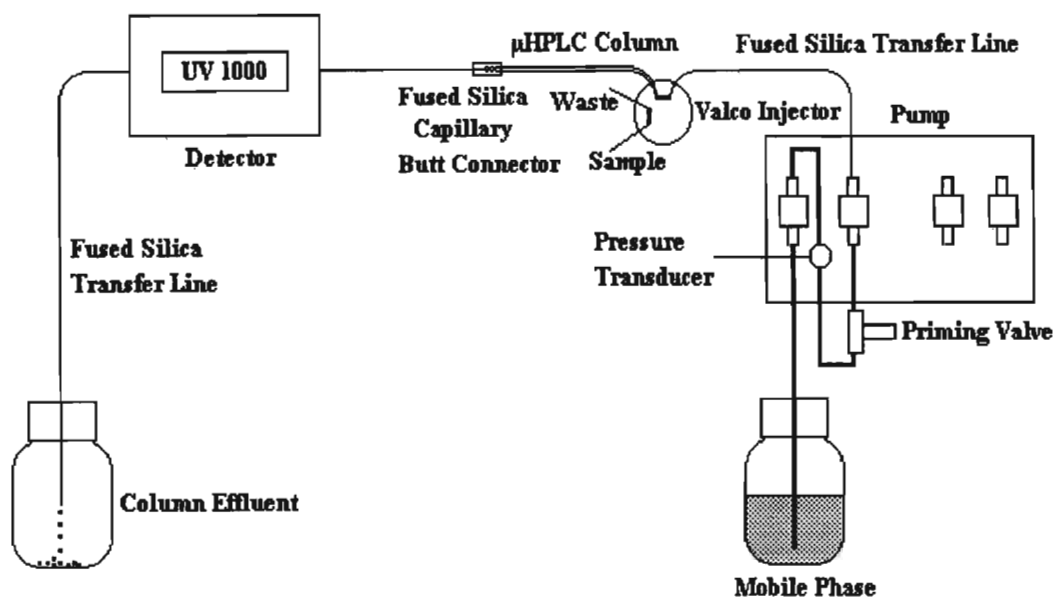 UV 1000
Detector
µHPLC Column
Fused Silica
Capillary
Butt Connector
Waste
Sample
Valco Injector
Fused Silica Transfer Line
Pump
Pressure
Transducer
Priming Valve
Fused Silica
Transfer Line
Column Effluent
Mobile Phase